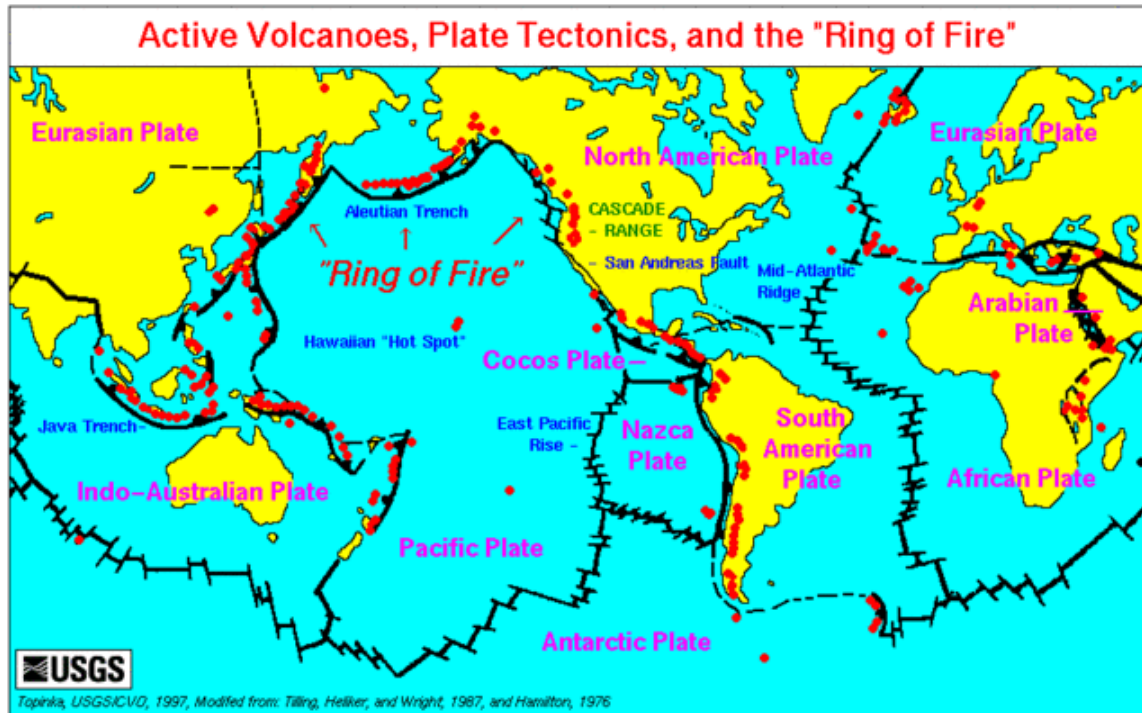 Active Volcanoes, Plate Tectonics, and the "Ring of Fire"
Eurasian Plate
North American Plate
Eurasian Plate
Aleutian Trench
CASCADE
- RANGE
"Ring of Fire"
- San Andreas Fault
Mid-Atlantic
Ridge
Arabian
Plate
Hawaiian "Hot Spot"
Cocos Plate
Java Trench-
East Pacific
Rise -
Nazca
Plate
South
American
Plate
Indo-Australian Plate
African Plate
Pacific Plate
Antarctic Plate
USGS
Topinka, USGS/CVO, 1997, Modified from: Tilling, Heliker, and Wright, 1987, and Hamilton, 1976